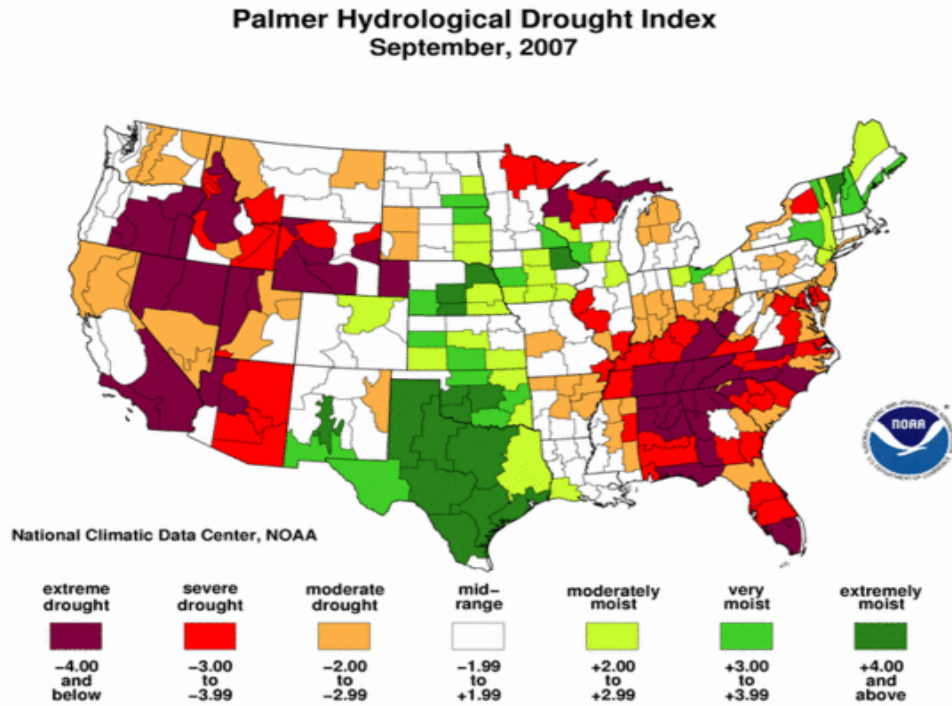 Palmer Hydrological Drought Index
September, 2007
NOAA
National Climatic Data Center, NOAA
extreme drought
severe drought
moderate drought
mid-range
moderately moist
very moist
extremely moist
-4.00 and below
-3.00 to -3.99
-2.00 to -2.99
-1.99 to +1.99
+2.00 to +2.99
+3.00 to +3.99
+4.00 and above